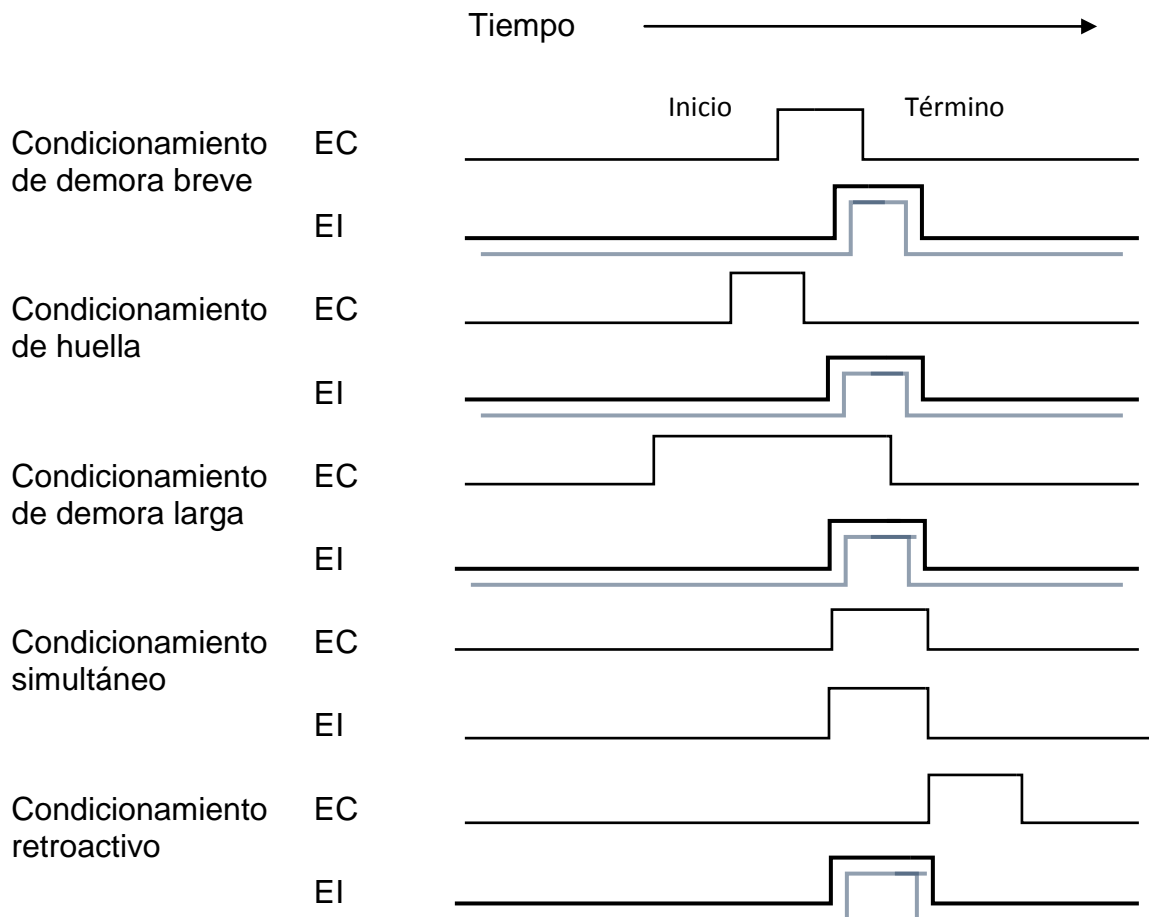 Tiempo
Inicio Término
Condicionamiento EC
de demora breve
EI
Condicionamiento EC
de huella
EI
Condicionamiento EC
de demora larga
EI
Condicionamiento EC
simultáneo
EI
Condicionamiento EC
retroactivo
EI